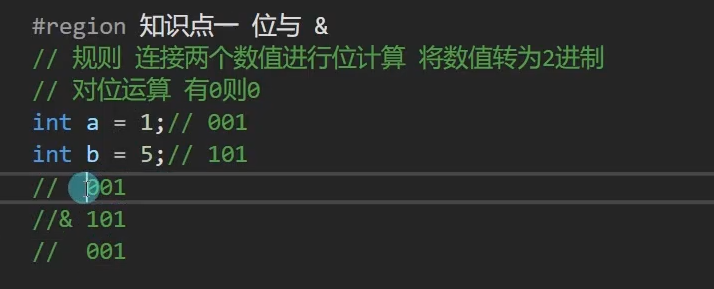 #region 知识点一 位与 &
// 规则 连接两个数值进行位计算 将数值转为2进制
// 对位运算 有0则0
int a = 1;// 001
int b = 5;// 101
//  001
//& 101
//  001